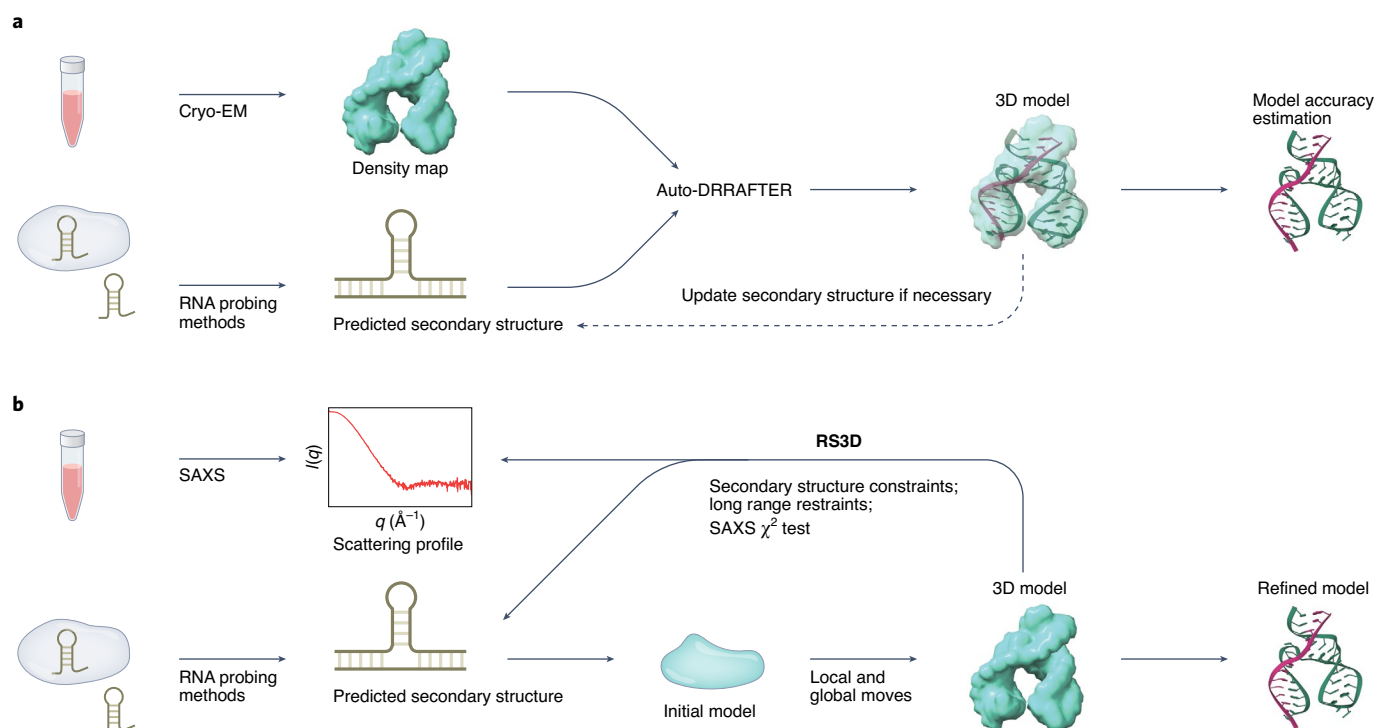 a
Cryo-EM
Density map
RNA probing
methods
Predicted secondary structure
Auto-DRRAFTER
3D model
Model accuracy
estimation
Update secondary structure if necessary
b
SAXS
I(q)
q (Å⁻¹)
Scattering profile
RS3D
Secondary structure constraints;
long range restraints;
SAXS χ² test
RNA probing
methods
Predicted secondary structure
Initial model
Local and
global moves
3D model
Refined model